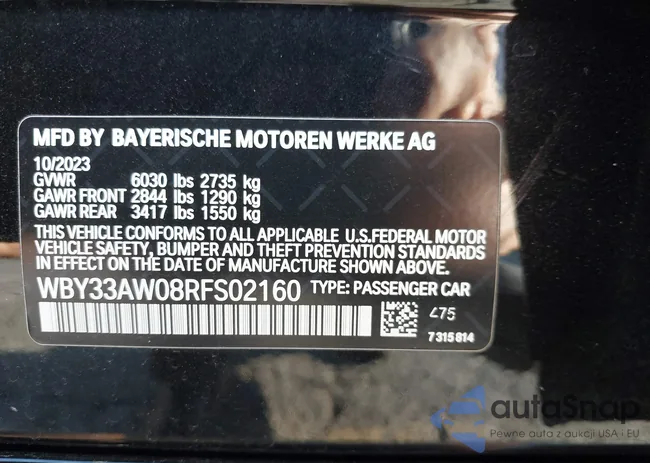 MFD BY BAYERISCHE MOTOREN WERKE AG
10/2023
GVWR 6030 lbs 2735 kg
GAWR FRONT 2844 lbs 1290 kg
GAWR REAR 3417 lbs 1550 kg
THIS VEHICLE CONFORMS TO ALL APPLICABLE U.S.FEDERAL MOTOR
VEHICLE SAFETY, BUMPER AND THEFT PREVENTION STANDARDS
IN EFFECT ON THE DATE OF MANUFACTURE SHOWN ABOVE.
WBY33AW08RFS02160 TYPE: PASSENGER CAR
475
7315814
autoSnap
Pewne auta z aukcji USA i EU